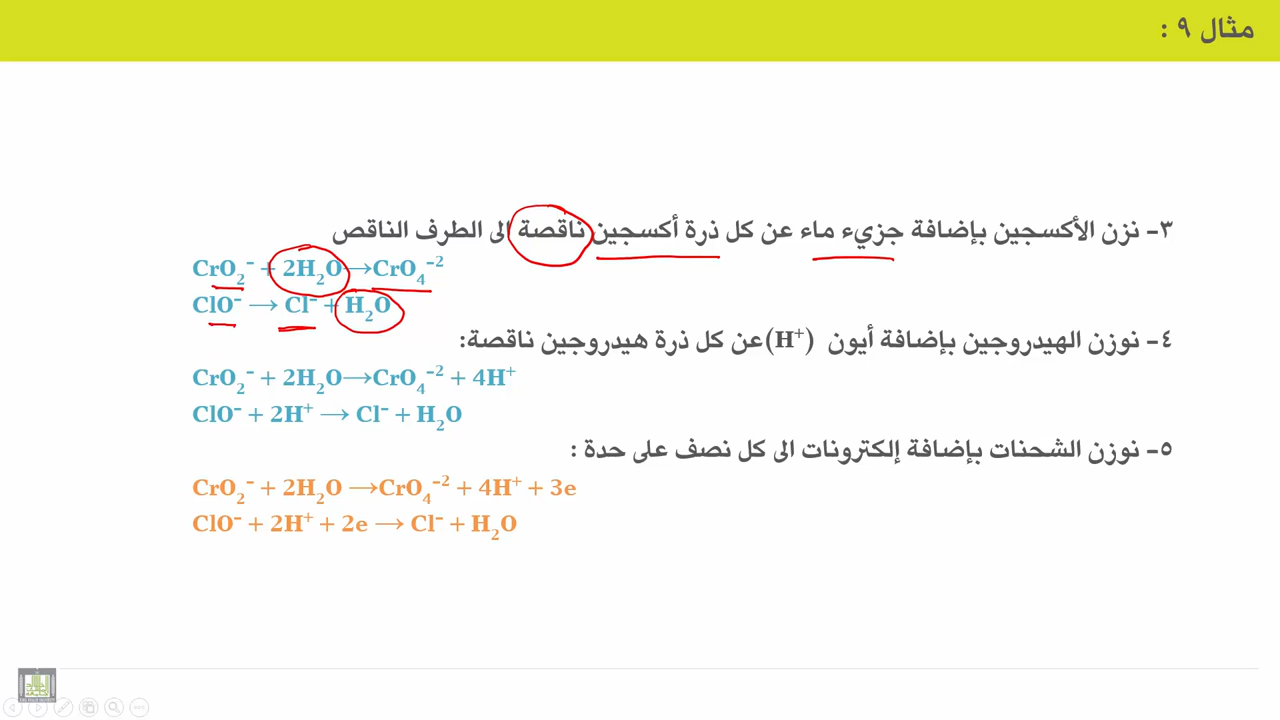 مثال ٩ :
٣- نزن الأكسجين بإضافة جزيء ماء عن كل ذرة أكسجين ناقصة الى الطرف الناقص
CrO₂⁻ + 2H₂O⟶CrO₄⁻²
ClO⁻ ⟶ Cl⁻ + H₂O
٤- نوزن الهيدروجين بإضافة أيون (H⁺) عن كل ذرة هيدروجين ناقصة:
CrO₂⁻ + 2H₂O⟶CrO₄⁻² + 4H⁺
ClO⁻ + 2H⁺ ⟶ Cl⁻ + H₂O
٥- نوزن الشحنات بإضافة إلكترونات الى كل نصف على حدة :
CrO₂⁻ + 2H₂O ⟶CrO₄⁻² + 4H⁺ + 3e
ClO⁻ + 2H⁺ + 2e ⟶ Cl⁻ + H₂O